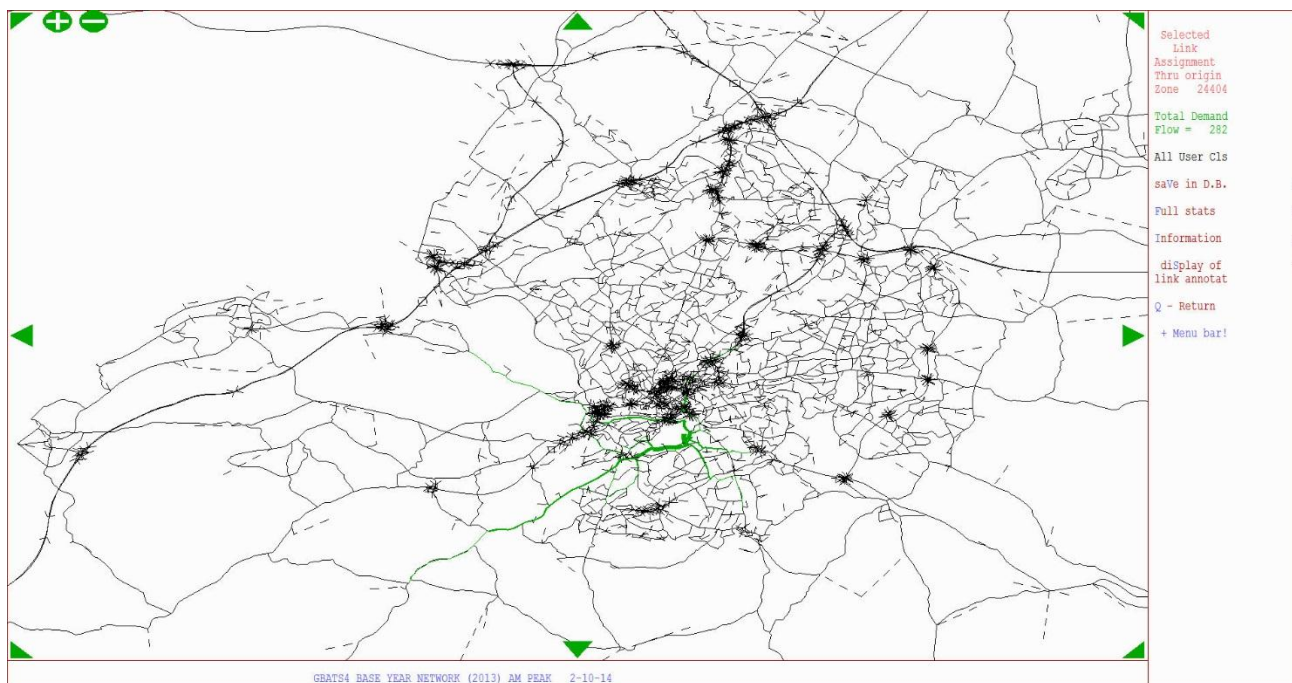 Selected
Link
Assignment
Thru origin
Zone 24404
Total Demand
Flow = 282
All User Cls
saVe in D.B.
Full stats
Information
diSplay of
link annotat
Q - Return
+ Menu bar!
GBATS4 BASE YEAR NETWORK (2013) AM PEAK 2-10-14